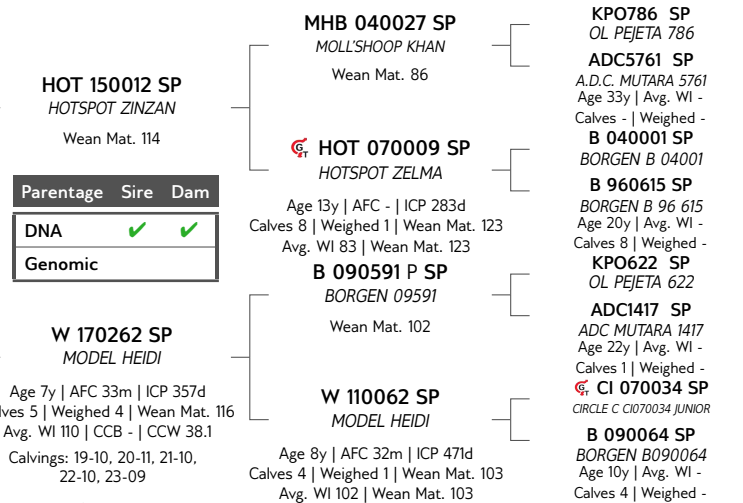 HOT 150012 SP
HOTSPOT ZINZAN
Wean Mat. 114
Parentage Sire Dam
DNA ✔ ✔
Genomic
W 170262 SP
MODEL HEIDI
Age 7y | AFC 33m | ICP 357d
lves 5 | Weighed 4 | Wean Mat. 116
Avg. WI 110 | CCB - | CCW 38.1
Calvings: 19-10, 20-11, 21-10,
22-10, 23-09
MHB 040027 SP
MOLL'SHOOP KHAN
Wean Mat. 86
GT HOT 070009 SP
HOTSPOT ZELMA
Age 13y | AFC - | ICP 283d
Calves 8 | Weighed 1 | Wean Mat. 123
Avg. WI 83 | Wean Mat. 123
B 090591 P SP
BORGEN 09591
Wean Mat. 102
W 110062 SP
MODEL HEIDI
Age 8y | AFC 32m | ICP 471d
Calves 4 | Weighed 1 | Wean Mat. 103
Avg. WI 102 | Wean Mat. 103
KPO786 SP
OL PEJETA 786
ADC5761 SP
A.D.C. MUTARA 5761
Age 33y | Avg. WI -
Calves - | Weighed -
B 040001 SP
BORGEN B 04001
B 960615 SP
BORGEN B 96 615
Age 20y | Avg. WI -
Calves 8 | Weighed -
KPO622 SP
OL PEJETA 622
ADC1417 SP
ADC MUTARA 1417
Age 22y | Avg. WI -
Calves 1 | Weighed -
GT CI 070034 SP
CIRCLE C CI070034 JUNIOR
B 090064 SP
BORGEN B090064
Age 10y | Avg. WI -
Calves 4 | Weighed -